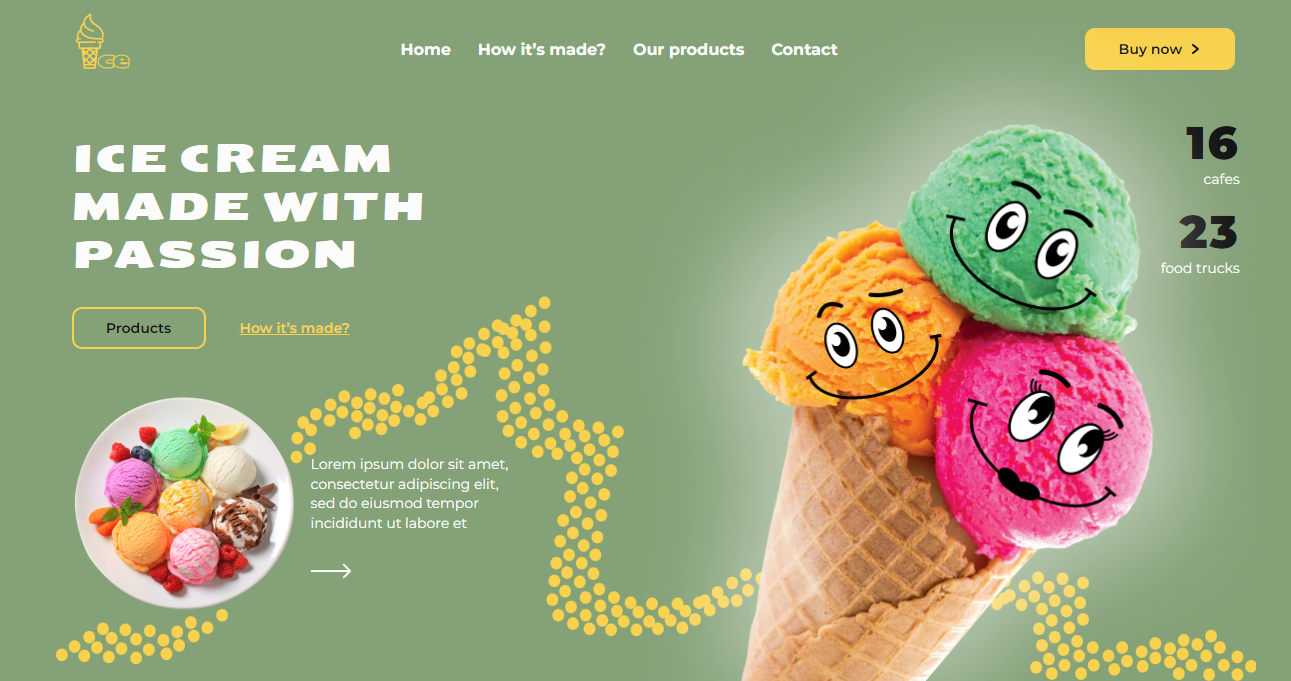 ce
Home
How it's made?
Our products
Contact
Buy now
ICE CREAM
MADE WITH
PASSION
Products
How it's made?
16
cafes
23
food trucks
Lorem ipsum dolor sit amet,
consectetur adipiscing elit,
sed do eiusmod tempor
incididunt ut labore et